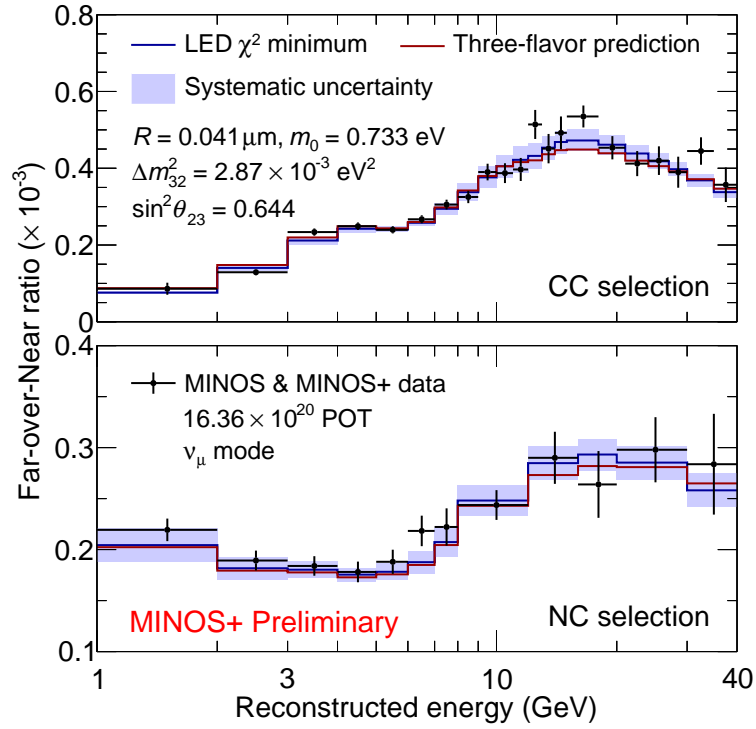 LED χ² minimum
Three-flavor prediction
Systematic uncertainty
R = 0.041 μm, m₀ = 0.733 eV
Δm²₃₂ = 2.87 × 10⁻³ eV²
sin²θ₂₃ = 0.644
CC selection
0.8
0.6
0.4
0.2
0
Far-over-Near ratio (× 10⁻³)
MINOS & MINOS+ data
16.36 × 10²⁰ POT
νμ mode
MINOS+ Preliminary
NC selection
0.4
0.3
0.2
0.1
1
3
10
40
Reconstructed energy (GeV)